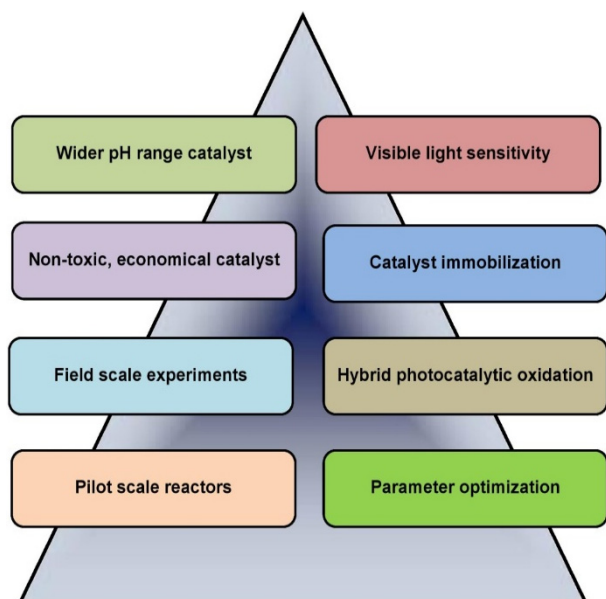 Wider pH range catalyst
Visible light sensitivity
Non-toxic, economical catalyst
Catalyst immobilization
Field scale experiments
Hybrid photocatalytic oxidation
Pilot scale reactors
Parameter optimization